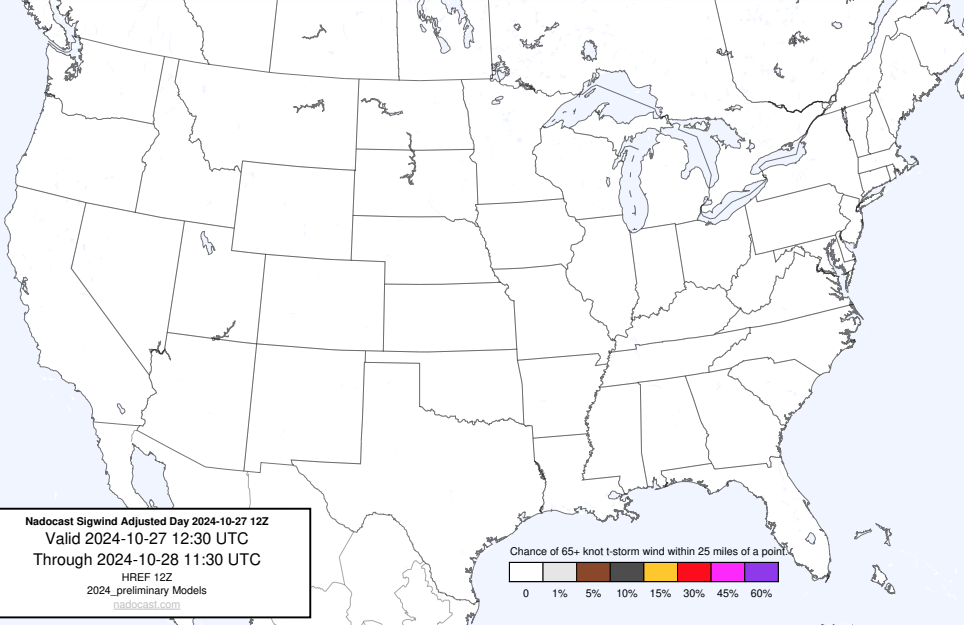 Nadocast Sigwind Adjusted Day 2024-10-27 12Z
Valid 2024-10-27 12:30 UTC
Through 2024-10-28 11:30 UTC
HREF 12Z
2024_preliminary Models
nadocast.com
Chance of 65+ knot t-storm wind within 25 miles of a point.
0 1% 5% 10% 15% 30% 45% 60%